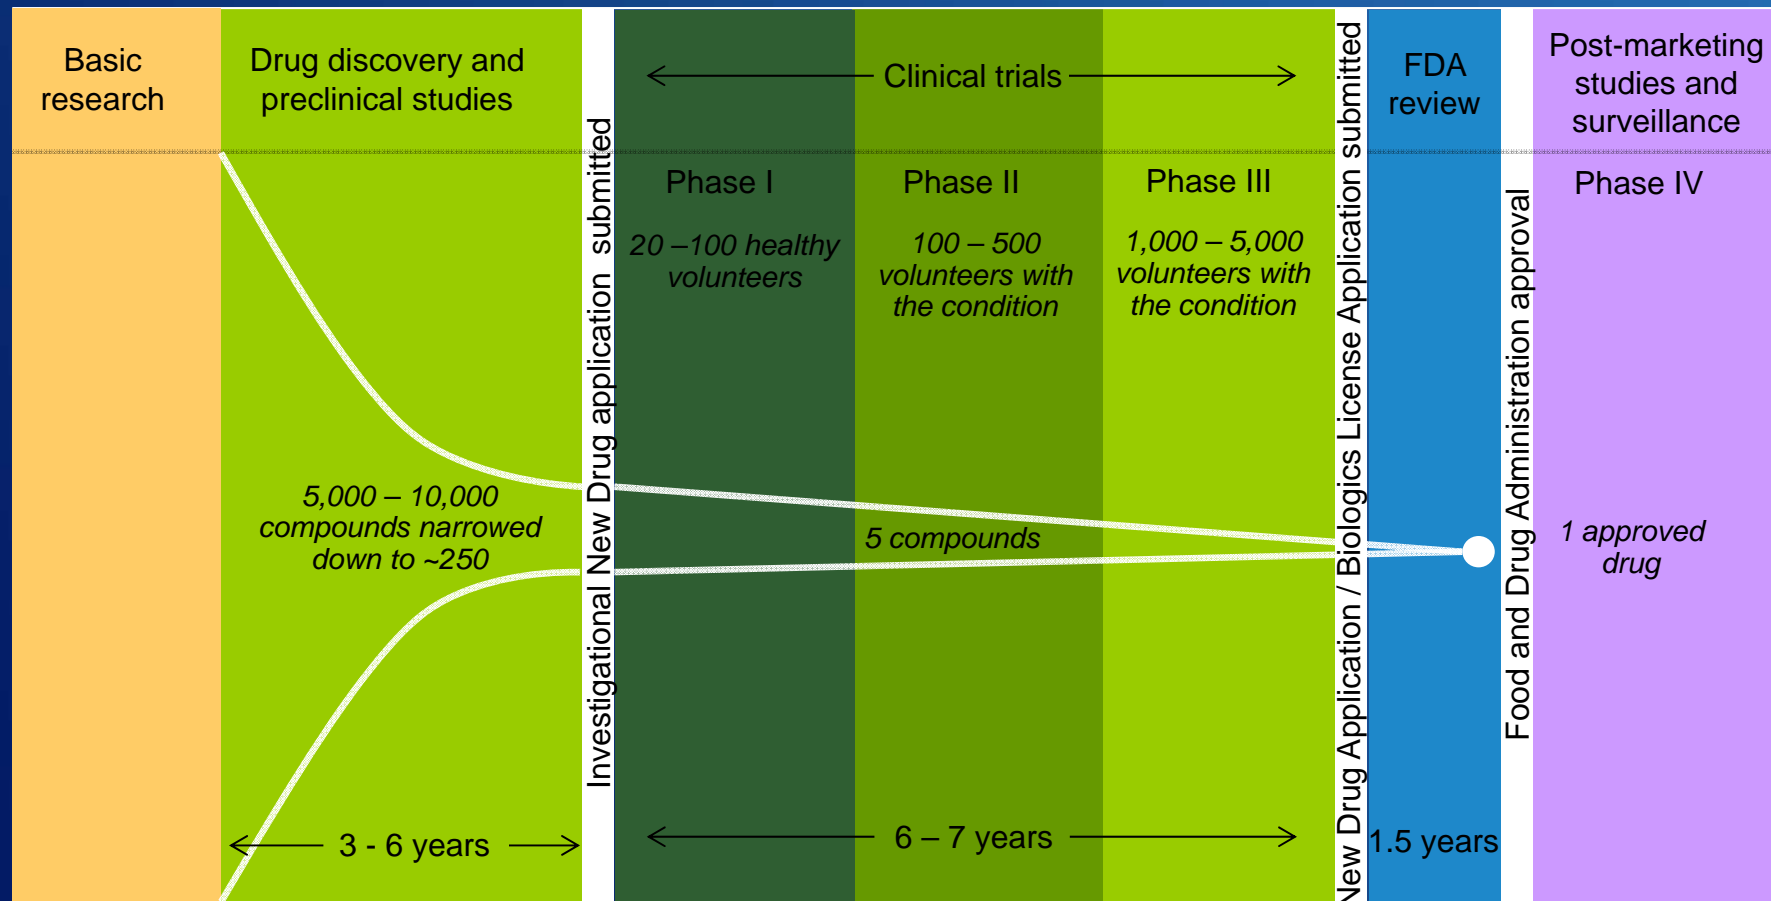 Basic
research
Drug discovery and
preclinical studies
Clinical trials
FDA
review
Post-marketing
studies and
surveillance
Investigational New Drug application submitted
Phase I
20 –100 healthy
volunteers
Phase II
100 – 500
volunteers with
the condition
Phase III
1,000 – 5,000
volunteers with
the condition
New Drug Application / Biologics License Application submitted
Food and Drug Administration approval
Phase IV
5,000 – 10,000
compounds narrowed
down to ~250
5 compounds
1 approved
drug
3 - 6 years
6 – 7 years
1.5 years